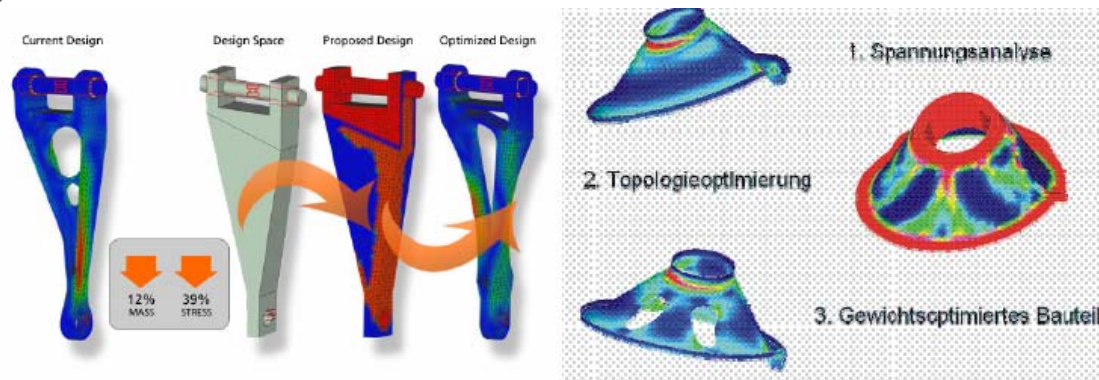 Current Design
Design Space
Proposed Design
Optimized Design
12%
MASS
39%
STRESS
1. Spannungsanalyse
2. Topologieoptimierung
3. Gewichtsoptimiertes Bauteil